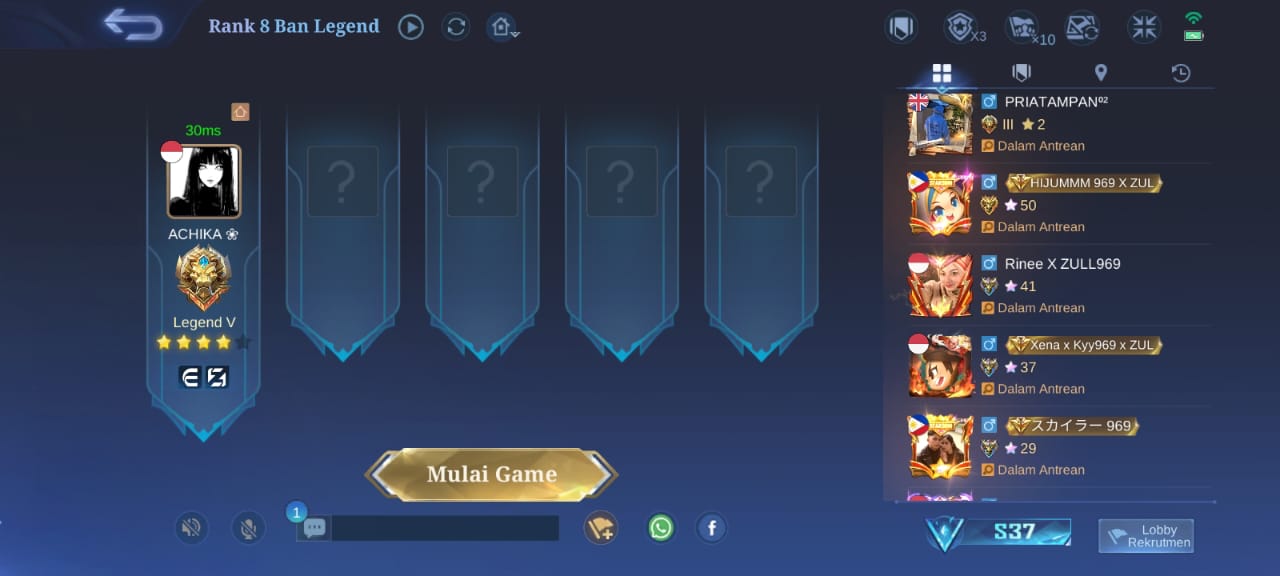 Rank 8 Ban Legend
×3
×10
30ms
ACHIKA ❀
Legend V
?
?
?
?
Mulai Game
1
PRIATAMPAN⁰²
III ★ 2
Dalam Antrean
HIJUMMM 969 X ZUL
★ 50
Dalam Antrean
Rinee X ZULL969
★ 41
Dalam Antrean
Xena x Kyy969 x ZUL
★ 37
Dalam Antrean
スカイラー 969
★ 29
Dalam Antrean
S37
Lobby
Rekrutmen